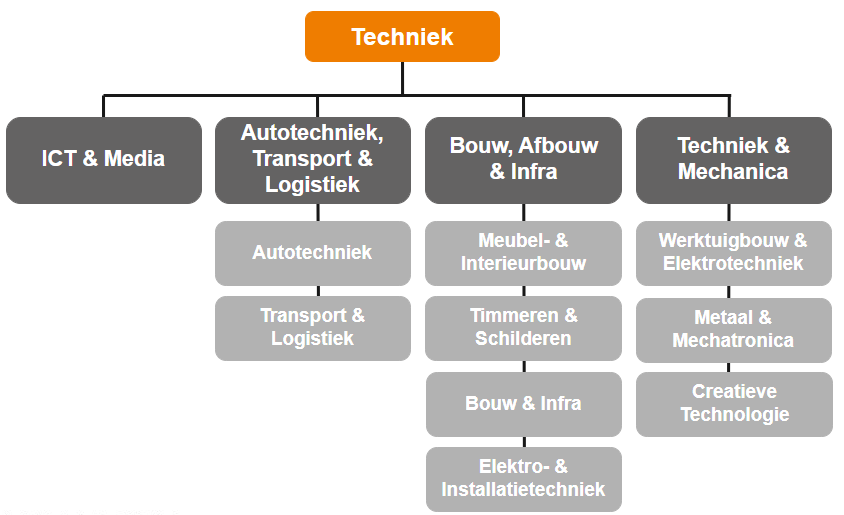 Techniek
ICT & Media
Autotechniek,
Transport &
Logistiek
Bouw, Afbouw
& Infra
Techniek &
Mechanica
Autotechniek
Transport &
Logistiek
Meubel- &
Interieurbouw
Timmeren &
Schilderen
Bouw & Infra
Elektro- &
Installatietechniek
Werktuigbouw &
Elektrotechniek
Metaal &
Mechatronica
Creatieve
Technologie